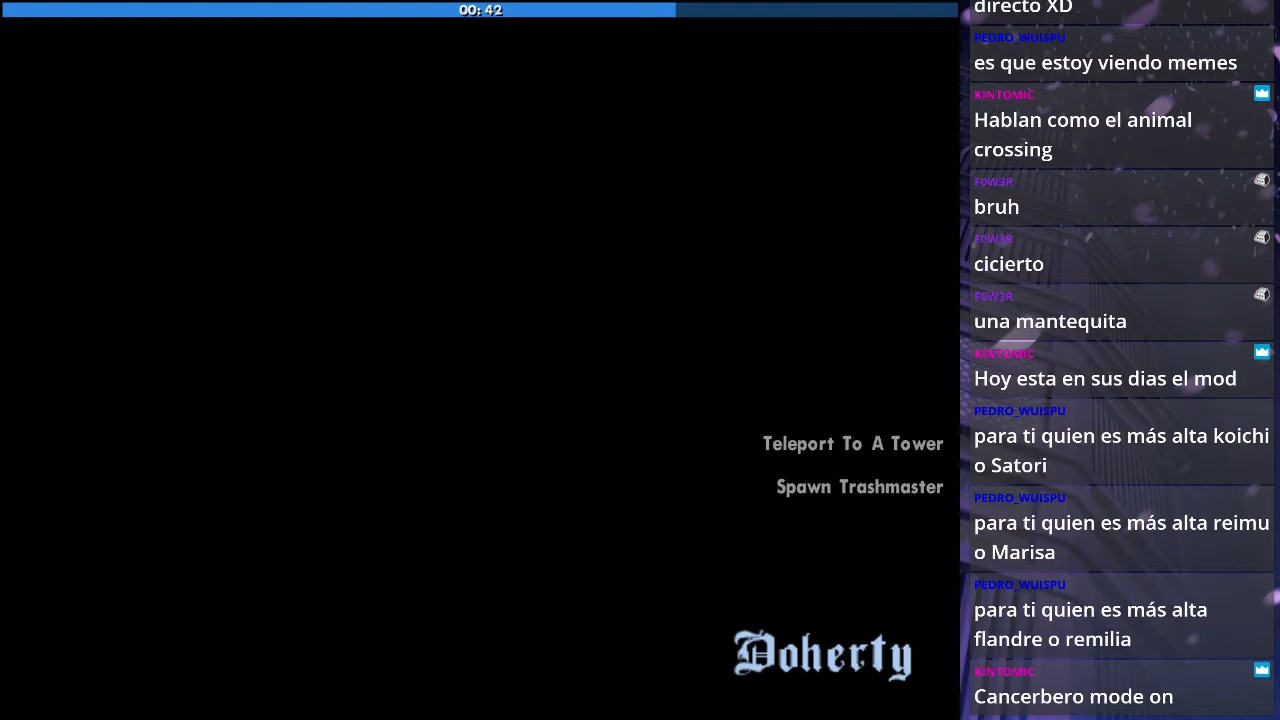 00:42
Teleport To A Tower
Spawn Trashmaster
Doherty
directo XD
PEDRO_WUISPU
es que estoy viendo memes
KINTOMIC
Hablan como el animal
crossing
F0W3R
bruh
F0W3R
cicierto
F0W3R
una mantequita
KINTOMIC
Hoy esta en sus dias el mod
PEDRO_WUISPU
para ti quien es más alta koichi
o Satori
PEDRO_WUISPU
para ti quien es más alta reimu
o Marisa
PEDRO_WUISPU
para ti quien es más alta
flandre o remilia
KINTOMIC
Cancerbero mode on